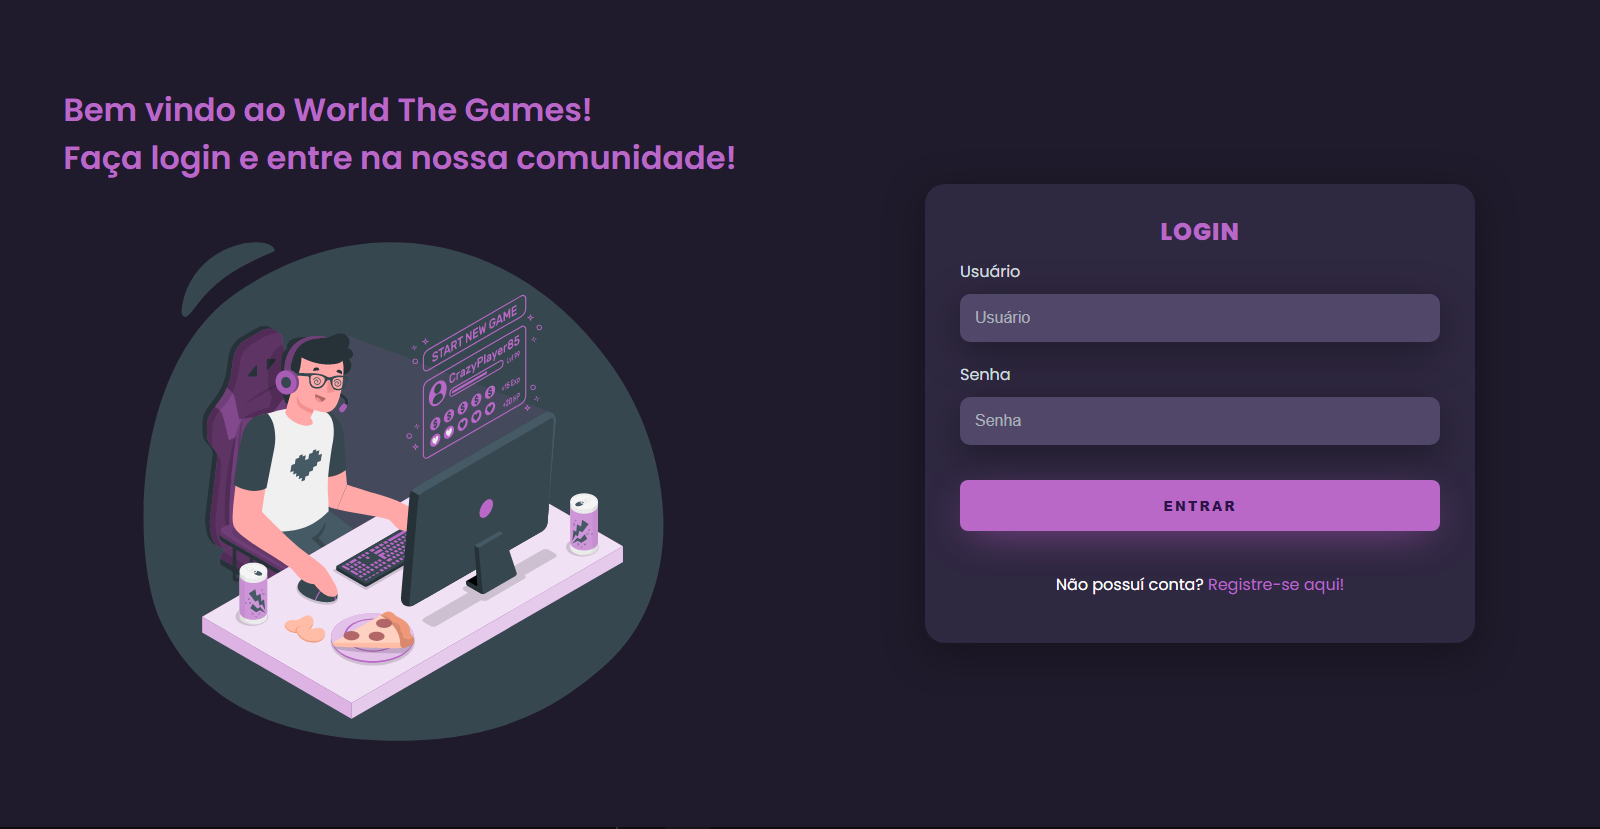 Bem vindo ao World The Games!
Faça login e entre na nossa comunidade!
START NEW GAME
CrazyPlayer85
Lvl 99
+15 Exp
+20 HP
LOGIN
Usuário
Usuário
Senha
Senha
ENTRAR
Não possuí conta? Registre-se aqui!